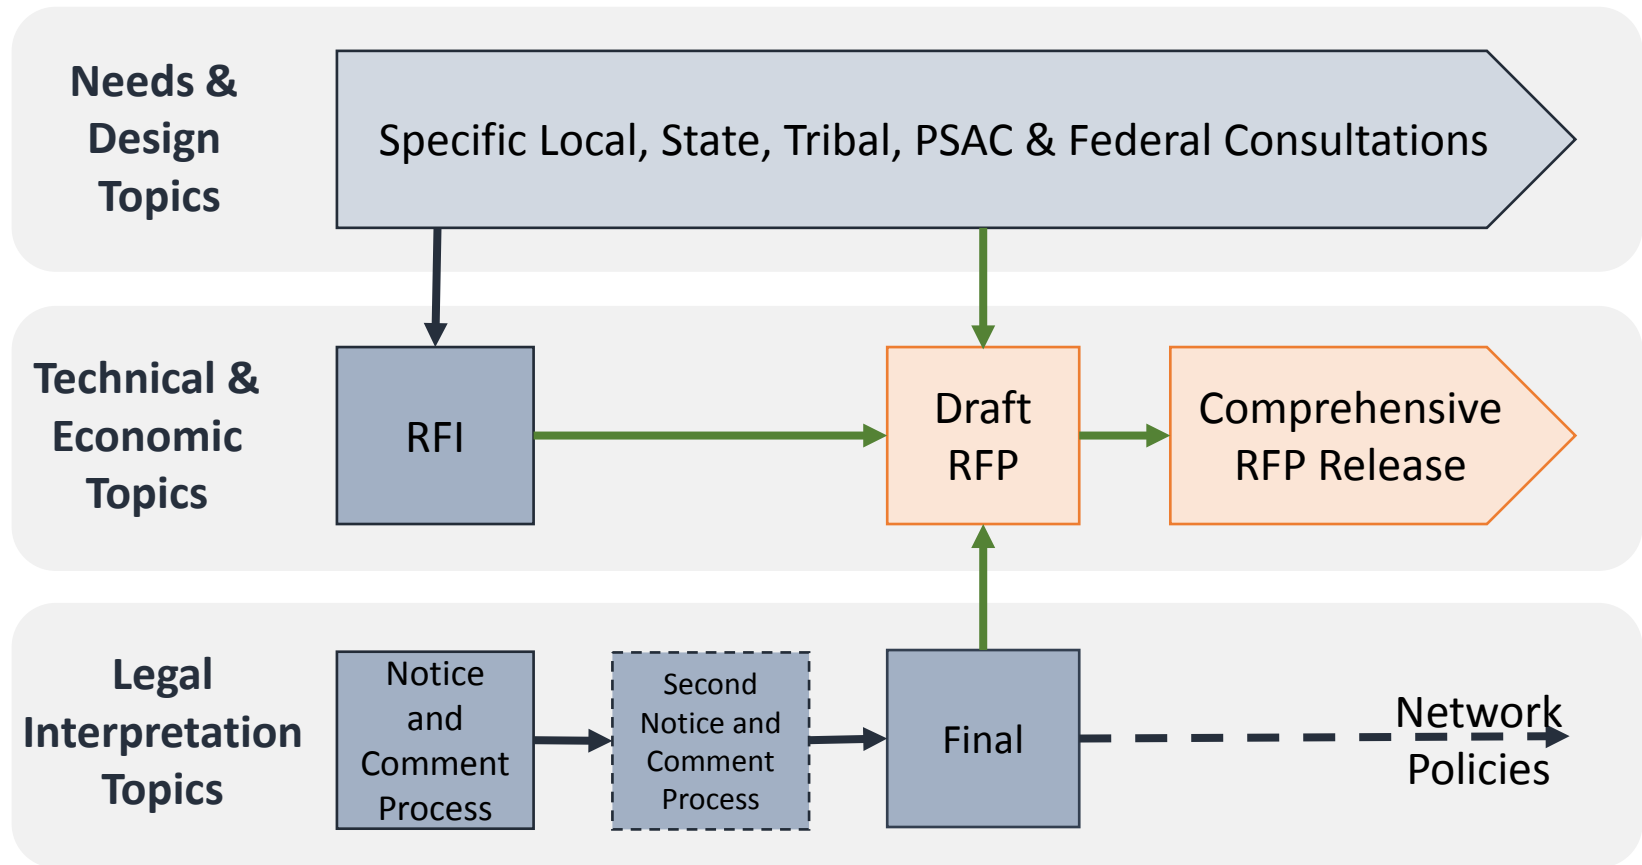 Needs &
Design
Topics
Specific Local, State, Tribal, PSAC & Federal Consultations
Technical &
Economic
Topics
RFI
Draft
RFP
Comprehensive
RFP Release
Legal
Interpretation
Topics
Notice
and
Comment
Process
Second
Notice and
Comment
Process
Final
Network
Policies